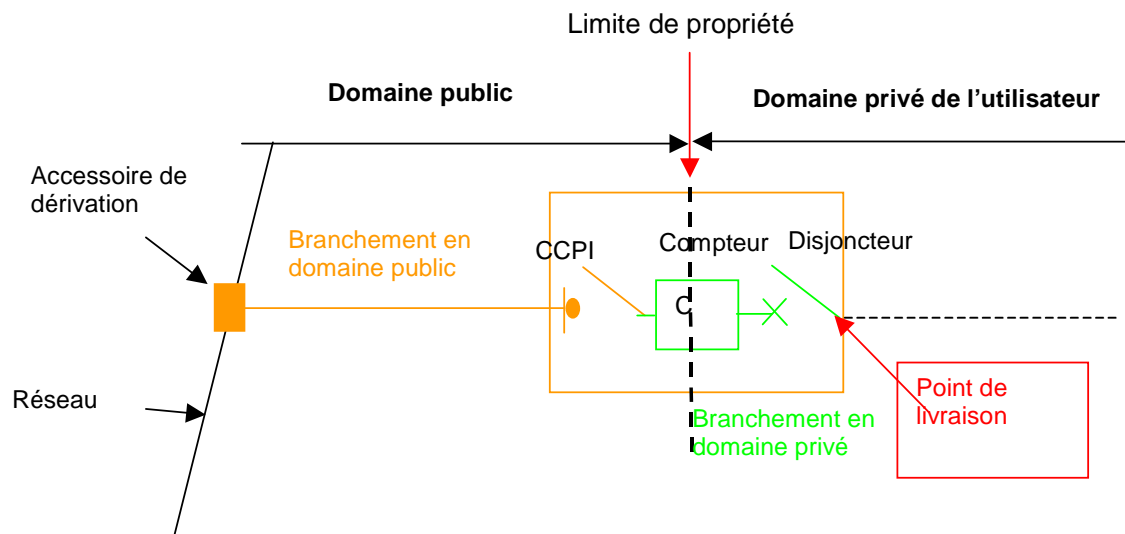 Limite de propriété
Domaine public
Domaine privé de l'utilisateur
Accessoire de
dérivation
Branchement en
domaine public
CCPI
Compteur
Disjoncteur
C
Réseau
Point de
livraison
Branchement en
domaine privé